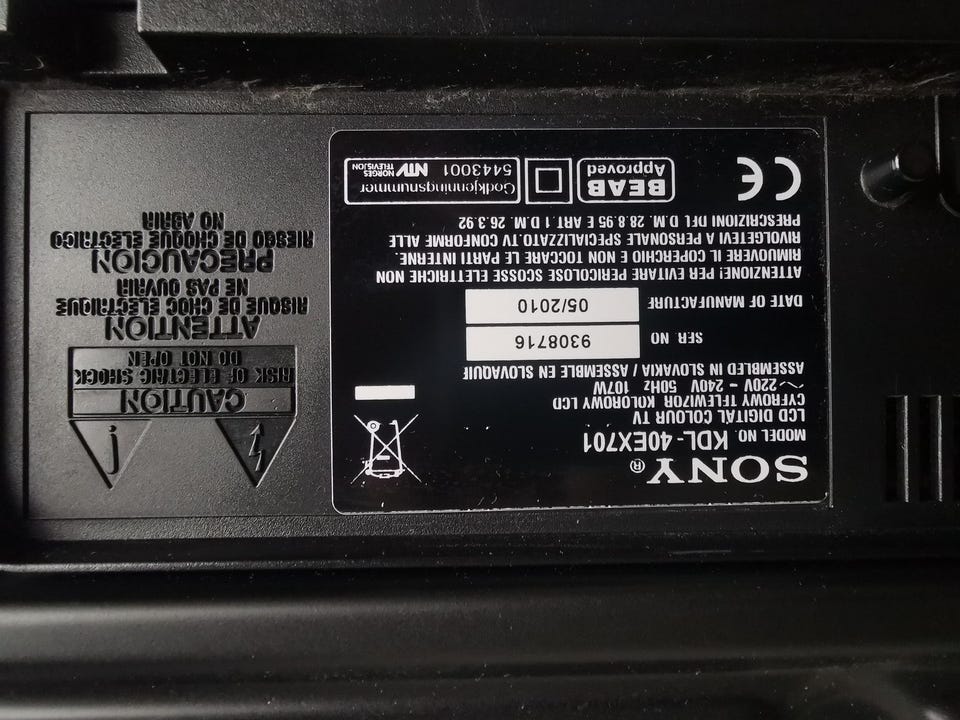 SONY®
MODEL NO. KDL-40EX701
LCD DIGITAL COLOUR TV
CYFROWY TFLEWIZOR KOLOROWY LCD
~ 220V - 240V 50Hz 107W
ASSEMBLED IN SLOVAKIA / ASSEMBLE EN SLOVAQUIE
SER. NO 9308716
DATE OF MANUFACTURE 05/2010
ATTENZIONE! PER EVITARE PERICOLOSE SCOSSE ELETTRICHE NON
RIMUOVERE IL COPERCHIO E NON TOCCARE LE PARTI INTERNE.
RIVOLGETEVI A PERSONALE SPECIALIZZATO.TV CONFORME ALLE
PRESCRIZIONI DEL D.M. 28.8.95 E ART 1 D.M. 26.3.92
CE
BEAB
Approved
Godkjenningsnummer
5443001 NTV NORGES
TELEVISJON
CAUTION
RISK OF ELECTRIC SHOCK
DO NOT OPEN
ATTENTION
RISQUE DE CHOC ELECTRIQUE
NE PAS OUVRIR
PRECAUCION
RIESGO DE CHOQUE ELECTRICO
NO ABRIR